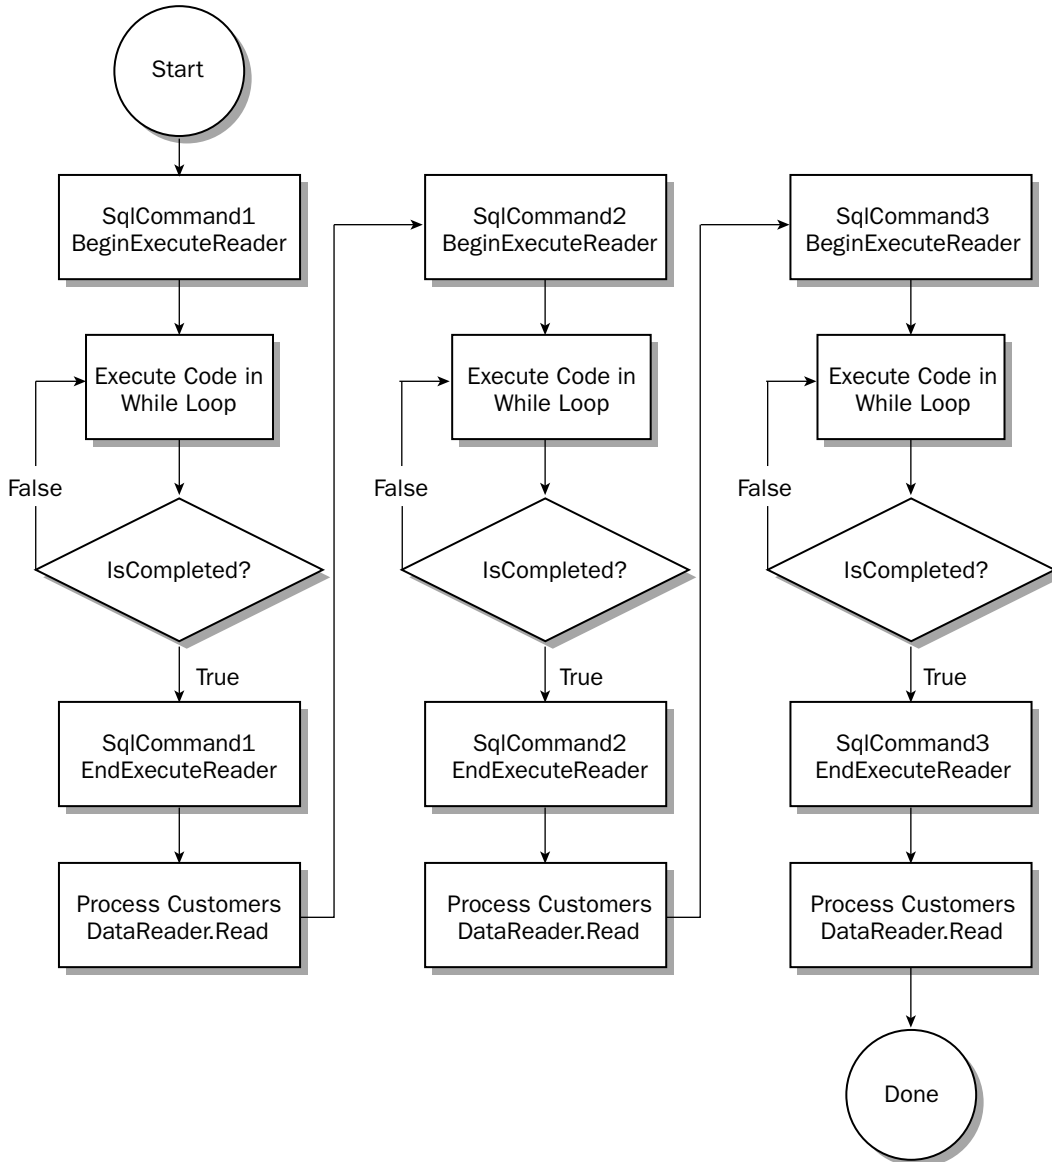 Start
SqlCommand1
BeginExecuteReader
Execute Code in
While Loop
False
IsCompleted?
True
SqlCommand1
EndExecuteReader
Process Customers
DataReader.Read
SqlCommand2
BeginExecuteReader
Execute Code in
While Loop
False
IsCompleted?
True
SqlCommand2
EndExecuteReader
Process Customers
DataReader.Read
SqlCommand3
BeginExecuteReader
Execute Code in
While Loop
False
IsCompleted?
True
SqlCommand3
EndExecuteReader
Process Customers
DataReader.Read
Done